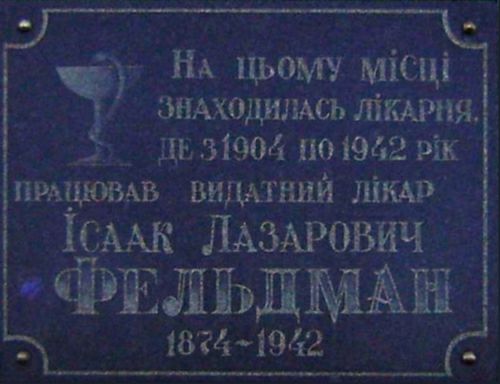 На цьому місці
знаходилась лікарня,
де з 1904 по 1942 рік
працював видатний лікар
Ісаак Лазарович
Фельдман
1874~1942